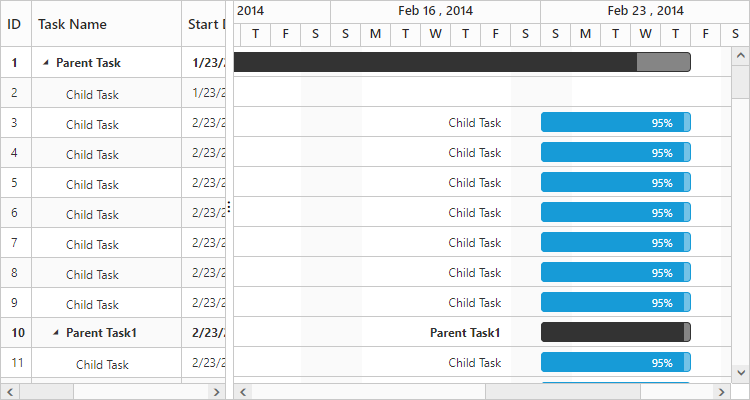 ID Task Name Start D 2014 Feb 16 , 2014 Feb 23 , 2014
T F S S M T W T F S S M T W T F S
1 Parent Task 1/23/2
2 Child Task 1/23/2
3 Child Task 2/23/2 Child Task 95%
4 Child Task 2/23/2 Child Task 95%
5 Child Task 2/23/2 Child Task 95%
6 Child Task 2/23/2 Child Task 95%
7 Child Task 2/23/2 Child Task 95%
8 Child Task 2/23/2 Child Task 95%
9 Child Task 2/23/2 Child Task 95%
10 Parent Task1 2/23/2 Parent Task1
11 Child Task 2/23/2 Child Task 95%